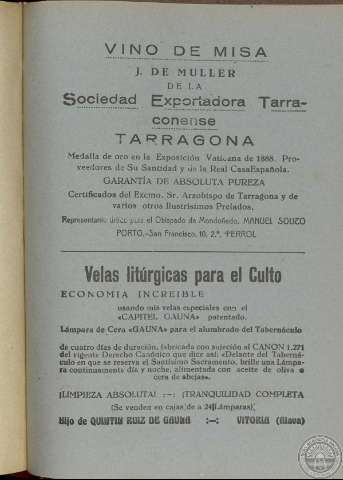 VINO DE MISA
J. DE MULLER
DE LA
Sociedad Exportadora Tarra-
conense
TARRAGONA
Medalla de oro en la Exposición Vaticana de 1888. Pro-
veedores de Su Santidad y de la Real CasaEspañola.
GARANTÍA DE ABSOLUTA PUREZA
Certificados del Excmo. Sr. Arzobispo de Tarragona y de
varios otros Ilustrísimos Prelados.
Representante único para el Obispado de Mondoñedo, MANUEL SOUZO
PORTO,-San Francisco, 10, 2.º, FERROL
Velas litúrgicas para el Culto
ECONOMIA INCREIBLE
usando mis velas especiales con el
«CAPITEL GAUNA» patentado.
Lámpara de Cera «GAUNA» para el alumbrado del Tabernáculo
de cuatro días de duración, fabricada con sujeción al CANON 1.271
del vigente Derecho Canónico que dice así: «Delante del Taberná-
culo en que se reserva el Santísimo Sacramento, brille una Lámpa-
ra continuamente día y noche, alimentada con aceite de oliva o
cera de abejas».
¡LIMPIEZA ABSOLUTA! :-: ¡TRANQUILIDAD COMPLETA
(Se venden en cajas de a 24 Lámparas),
Hijo de QUINTIN RUIZ DE GAUNA :-: VITORIA (Alava)